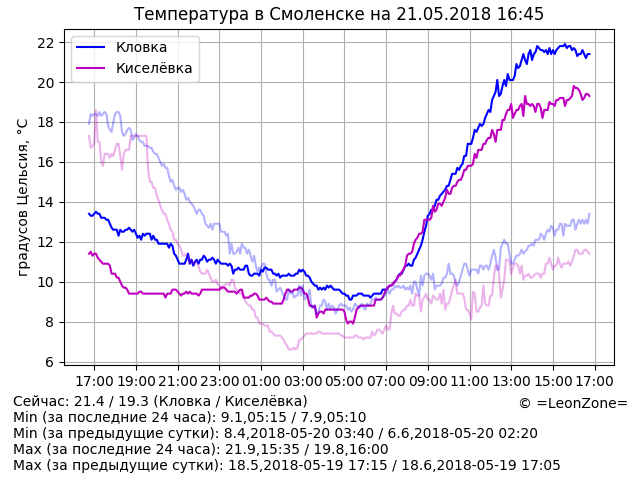 Температура в Смоленске на 21.05.2018 16:45
градусов Цельсия, °C
22
20
18
16
14
12
10
8
6
Кловка
Киселёвка
17:00 19:00 21:00 23:00 01:00 03:00 05:00 07:00 09:00 11:00 13:00 15:00 17:00
Сейчас: 21.4 / 19.3 (Кловка / Киселёвка)
© =LeonZone=
Min (за последние 24 часа): 9.1,05:15 / 7.9,05:10
Min (за предыдущие сутки): 8.4,2018-05-20 03:40 / 6.6,2018-05-20 02:20
Max (за последние 24 часа): 21.9,15:35 / 19.8,16:00
Max (за предыдущие сутки): 18.5,2018-05-19 17:15 / 18.6,2018-05-19 17:05